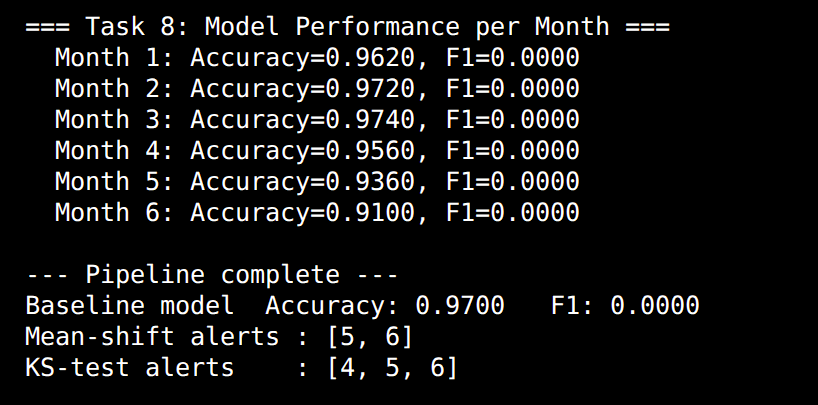 === Task 8: Model Performance per Month ===
  Month 1: Accuracy=0.9620, F1=0.0000
  Month 2: Accuracy=0.9720, F1=0.0000
  Month 3: Accuracy=0.9740, F1=0.0000
  Month 4: Accuracy=0.9560, F1=0.0000
  Month 5: Accuracy=0.9360, F1=0.0000
  Month 6: Accuracy=0.9100, F1=0.0000

--- Pipeline complete ---
Baseline model  Accuracy: 0.9700   F1: 0.0000
Mean-shift alerts : [5, 6]
KS-test alerts    : [4, 5, 6]